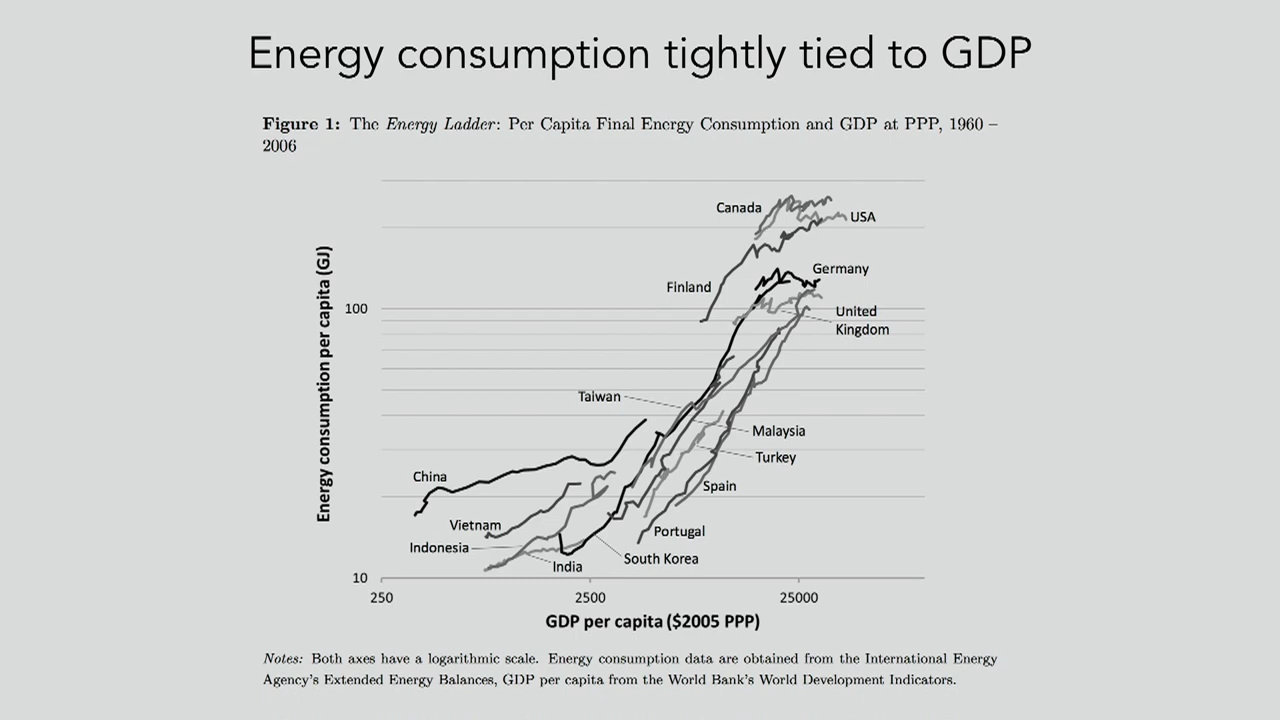 Energy consumption tightly tied to GDP
Figure 1: The Energy Ladder: Per Capita Final Energy Consumption and GDP at PPP, 1960 –
2006
Canada
USA
Germany
Finland
Energy consumption per capita (GJ)
100
United
Kingdom
Taiwan
Malaysia
Turkey
China
Spain
Vietnam
Portugal
Indonesia
South Korea
India
10
250
2500
25000
GDP per capita ($2005 PPP)
Notes: Both axes have a logarithmic scale. Energy consumption data are obtained from the International Energy
Agency's Extended Energy Balances, GDP per capita from the World Bank's World Development Indicators.